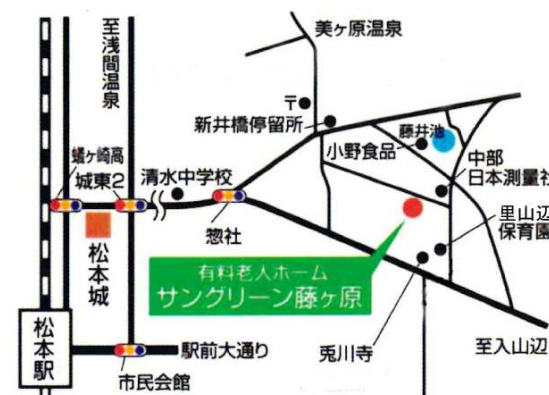 美ヶ原温泉
至浅間温泉
〒
新井橋停留所
藤井池
小野食品
中部
日本測量社
蟻ヶ崎高
城東2
清水中学校
惣社
里山辺
保育園
松本城
有料老人ホーム
サングリーン藤ヶ原
松本駅
駅前大通り
市民会館
兎川寺
至入山辺